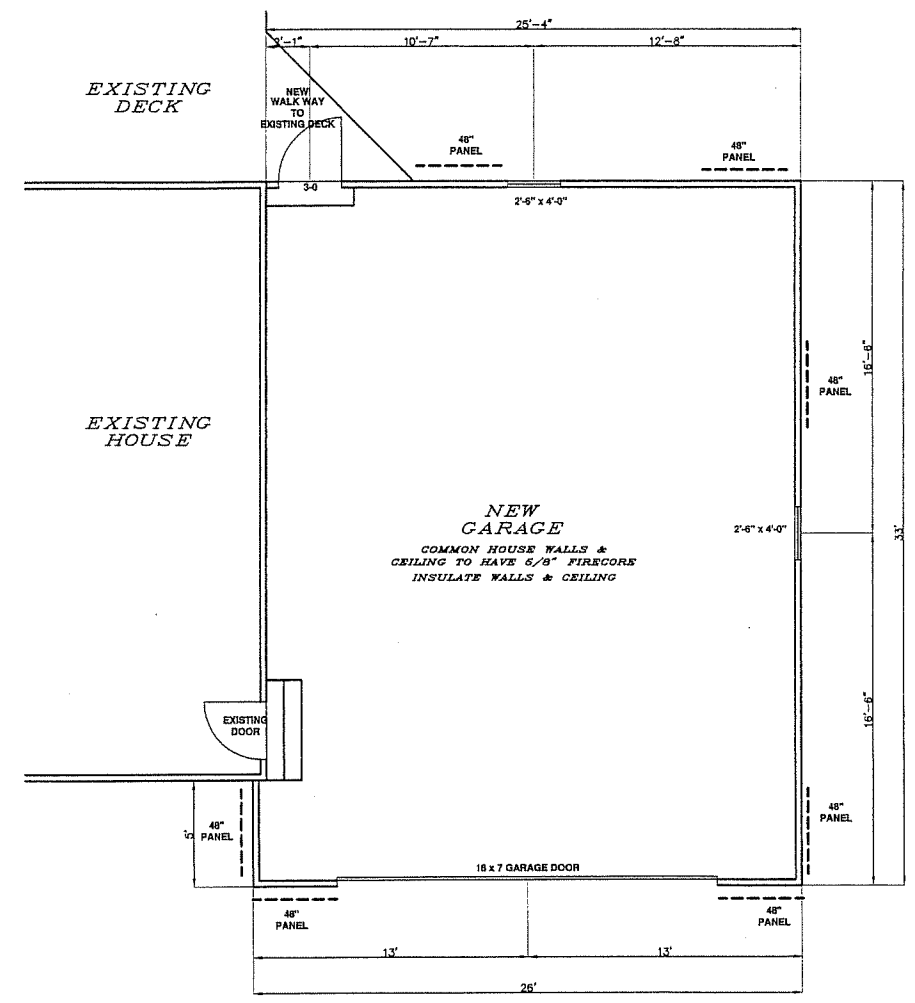 25'-4"
2'-1"
10'-7"
12'-8"
EXISTING
DECK
NEW
WALK WAY
TO
EXISTING DECK
48"
PANEL
48"
PANEL
3-0
2'-6" x 4'-0"
16'-6"
48"
PANEL
EXISTING
HOUSE
NEW
GARAGE
COMMON HOUSE WALLS &
CEILING TO HAVE 5/8" FIRECORE
INSULATE WALLS & CEILING
2'-6" x 4'-0"
33'
16'-6"
EXISTING
DOOR
5'
48"
PANEL
48"
PANEL
16 x 7 GARAGE DOOR
48"
PANEL
48"
PANEL
13'
13'
26'